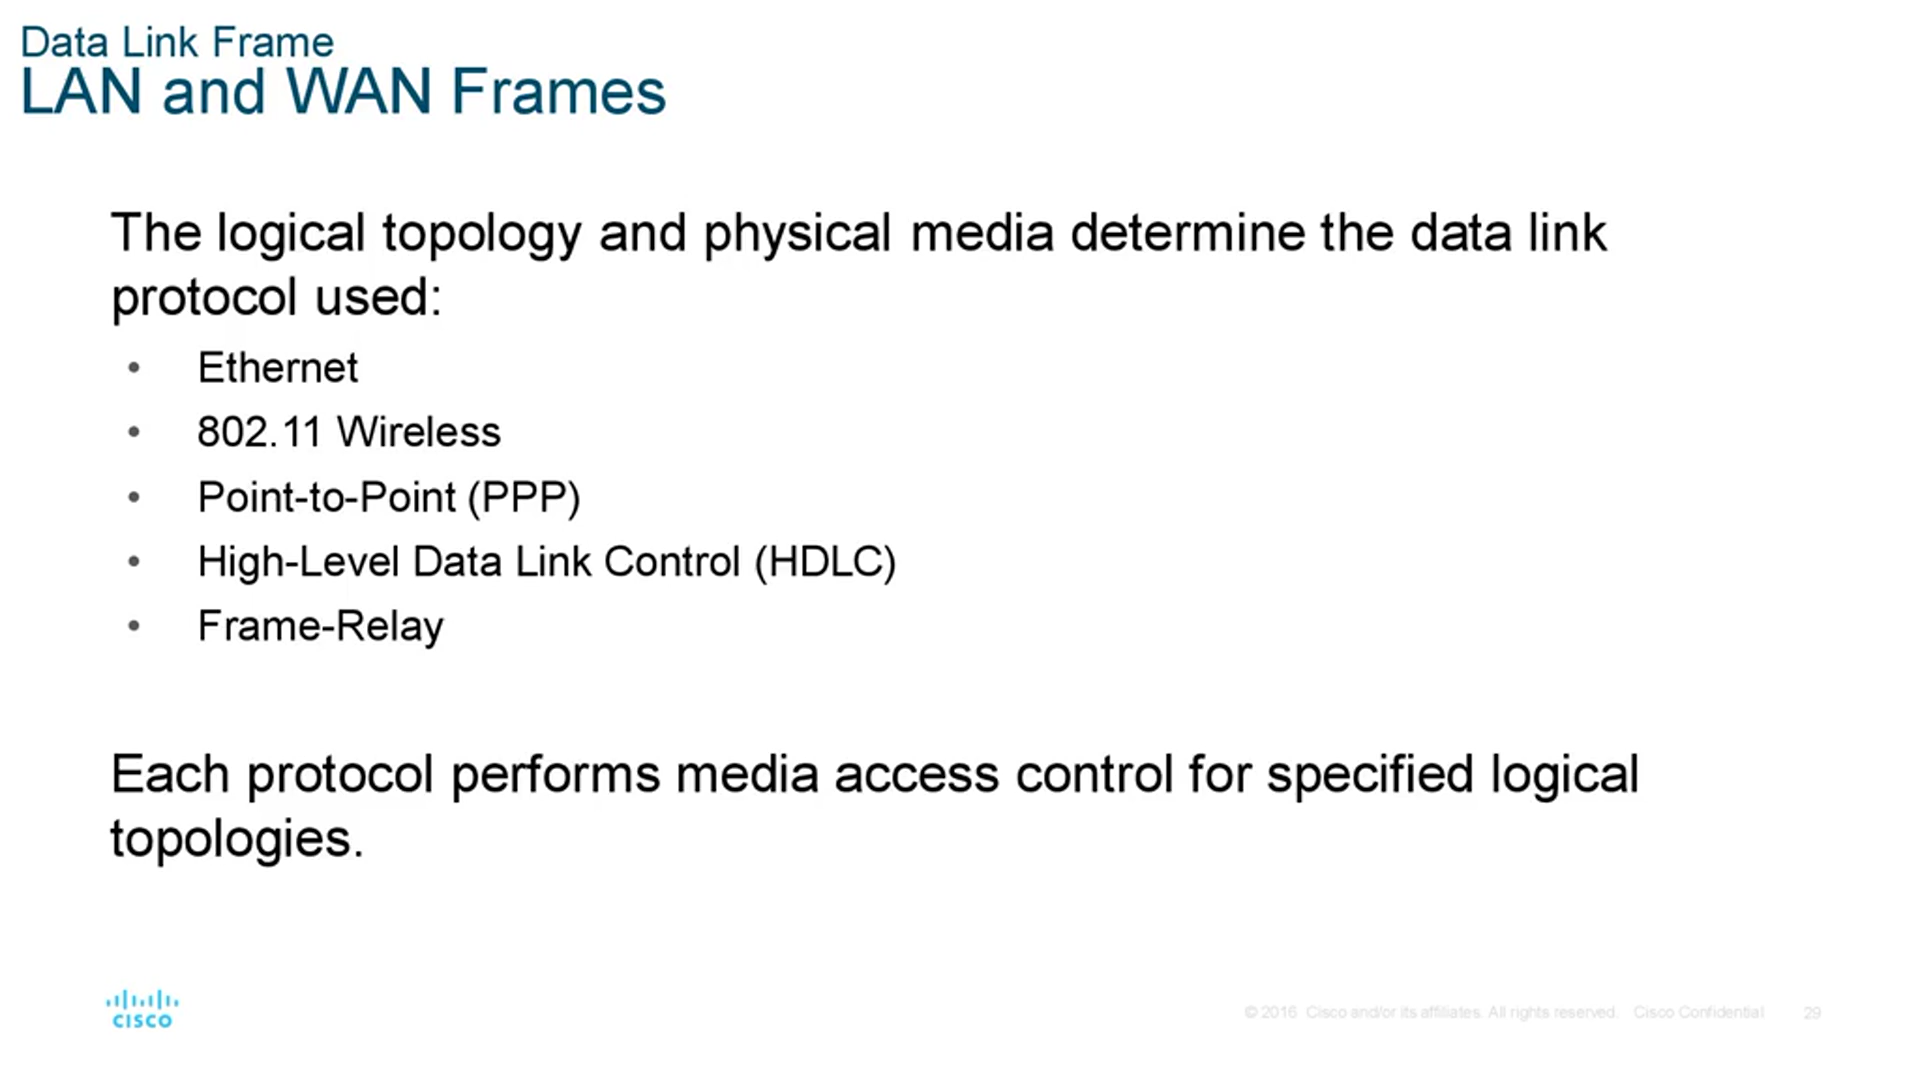 Data Link Frame
LAN and WAN Frames
The logical topology and physical media determine the data link
protocol used:
• Ethernet
• 802.11 Wireless
• Point-to-Point (PPP)
• High-Level Data Link Control (HDLC)
• Frame-Relay
Each protocol performs media access control for specified logical
topologies.
CISCO
© 2016 Cisco and/or its affiliates. All rights reserved. Cisco Confidential 29